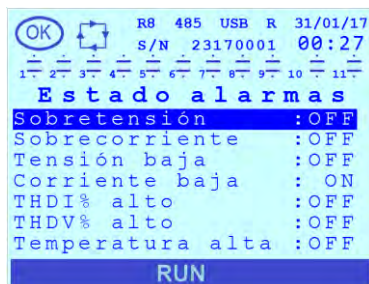 OK R8 485 USB R 31/01/17
S/N 23170001 00:27
1 2 3 4 5 6 7 8 9 10 11
Estado alarmas
Sobretensión :OFF
Sobrecorriente :OFF
Tensión baja :OFF
Corriente baja : ON
THDI% alto :OFF
THDV% alto :OFF
Temperatura alta :OFF
RUN